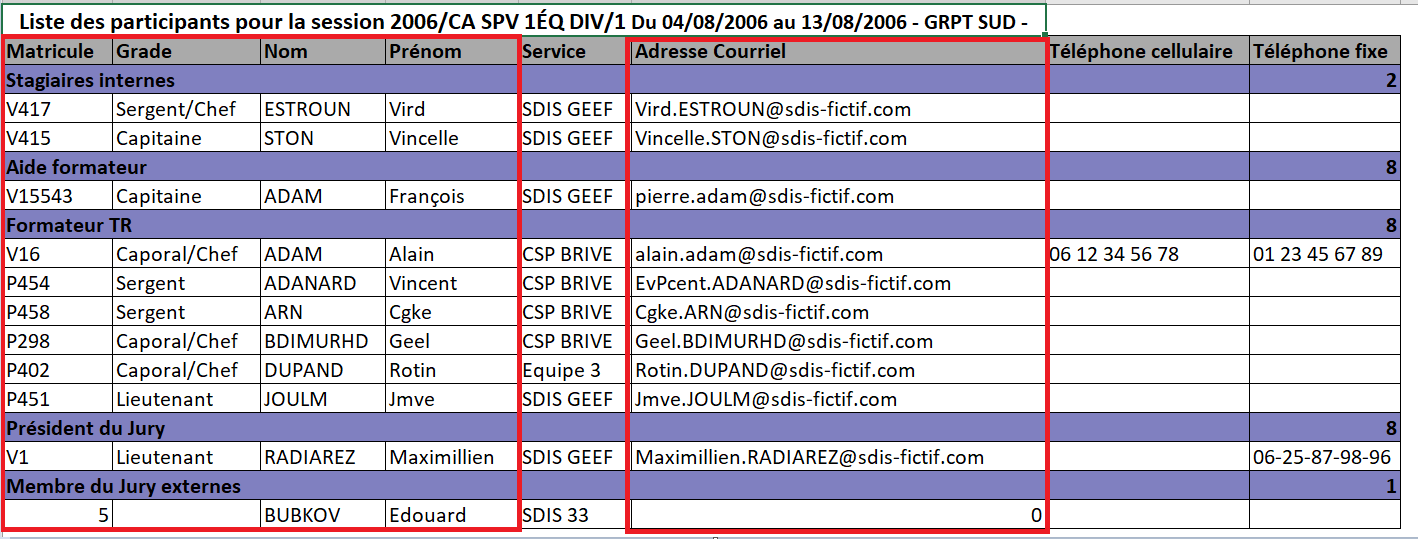 Liste des participants pour la session 2006/CA SPV 1ÉQ DIV/1 Du 04/08/2006 au 13/08/2006 - GRPT SUD -
Matricule Grade Nom Prénom Service Adresse Courriel Téléphone cellulaire Téléphone fixe
Stagiaires internes 2
V417 Sergent/Chef ESTROUN Vird SDIS GEEF Vird.ESTROUN@sdis-fictif.com
V415 Capitaine STON Vincelle SDIS GEEF Vincelle.STON@sdis-fictif.com
Aide formateur 8
V15543 Capitaine ADAM François SDIS GEEF pierre.adam@sdis-fictif.com
Formateur TR 8
V16 Caporal/Chef ADAM Alain CSP BRIVE alain.adam@sdis-fictif.com 06 12 34 56 78 01 23 45 67 89
P454 Sergent ADANARD Vincent CSP BRIVE EvPcent.ADANARD@sdis-fictif.com
P458 Sergent ARN Cgke CSP BRIVE Cgke.ARN@sdis-fictif.com
P298 Caporal/Chef BDIMURHD Geel CSP BRIVE Geel.BDIMURHD@sdis-fictif.com
P402 Caporal/Chef DUPAND Rotin Equipe 3 Rotin.DUPAND@sdis-fictif.com
P451 Lieutenant JOULM Jmve SDIS GEEF Jmve.JOULM@sdis-fictif.com
Président du Jury 8
V1 Lieutenant RADIAREZ Maximillien SDIS GEEF Maximillien.RADIAREZ@sdis-fictif.com 06-25-87-98-96
Membre du Jury externes 1
5 BUBKOV Edouard SDIS 33 0